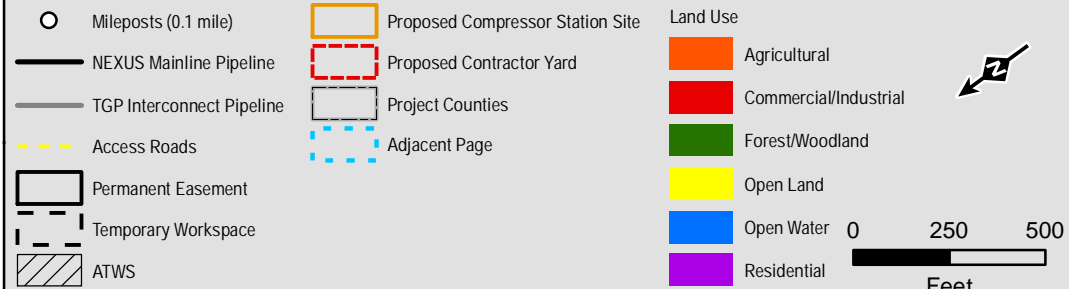 Mileposts (0.1 mile)
NEXUS Mainline Pipeline
TGP Interconnect Pipeline
Access Roads
Permanent Easement
Temporary Workspace
ATWS
Proposed Compressor Station Site
Proposed Contractor Yard
Project Counties
Adjacent Page
Land Use
Agricultural
Commercial/Industrial
Forest/Woodland
Open Land
Open Water
Residential
N
0 250 500
Feet